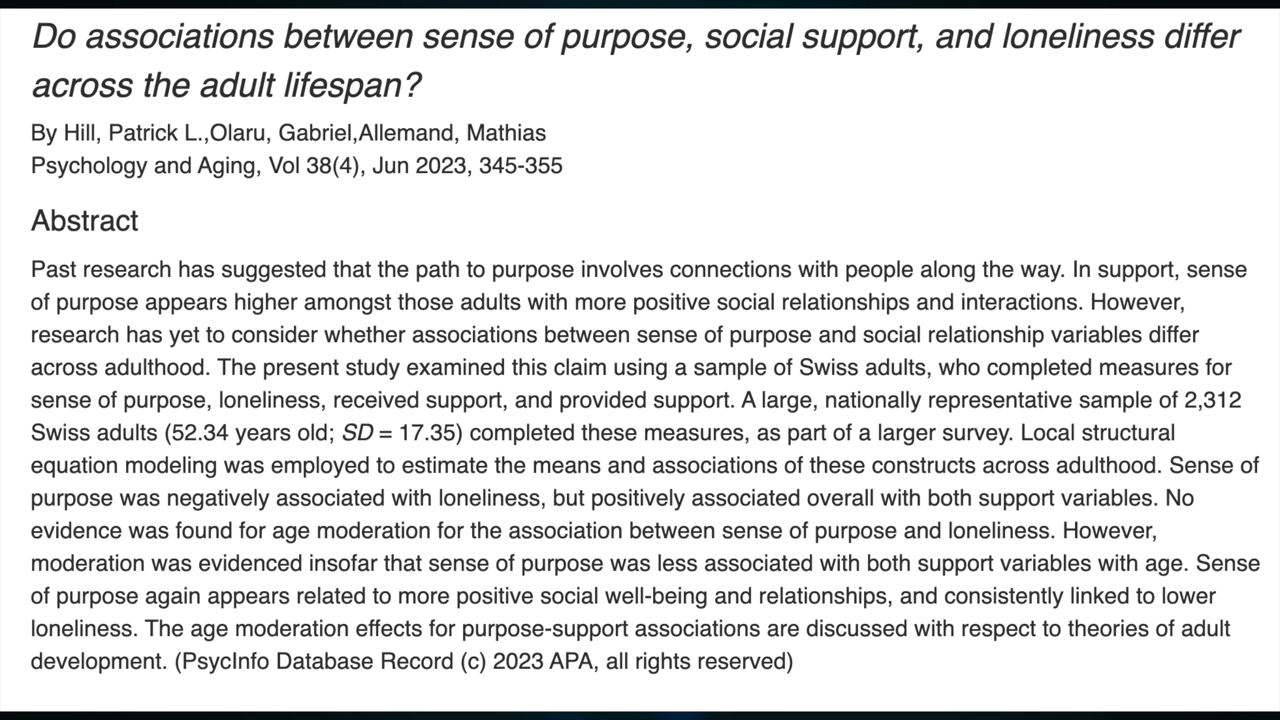 Do associations between sense of purpose, social support, and loneliness differ
across the adult lifespan?
By Hill, Patrick L.,Olaru, Gabriel,Allemand, Mathias
Psychology and Aging, Vol 38(4), Jun 2023, 345-355
Abstract
Past research has suggested that the path to purpose involves connections with people along the way. In support, sense
of purpose appears higher amongst those adults with more positive social relationships and interactions. However,
research has yet to consider whether associations between sense of purpose and social relationship variables differ
across adulthood. The present study examined this claim using a sample of Swiss adults, who completed measures for
sense of purpose, loneliness, received support, and provided support. A large, nationally representative sample of 2,312
Swiss adults (52.34 years old; SD = 17.35) completed these measures, as part of a larger survey. Local structural
equation modeling was employed to estimate the means and associations of these constructs across adulthood. Sense of
purpose was negatively associated with loneliness, but positively associated overall with both support variables. No
evidence was found for age moderation for the association between sense of purpose and loneliness. However,
moderation was evidenced insofar that sense of purpose was less associated with both support variables with age. Sense
of purpose again appears related to more positive social well-being and relationships, and consistently linked to lower
loneliness. The age moderation effects for purpose-support associations are discussed with respect to theories of adult
development. (PsycInfo Database Record (c) 2023 APA, all rights reserved)